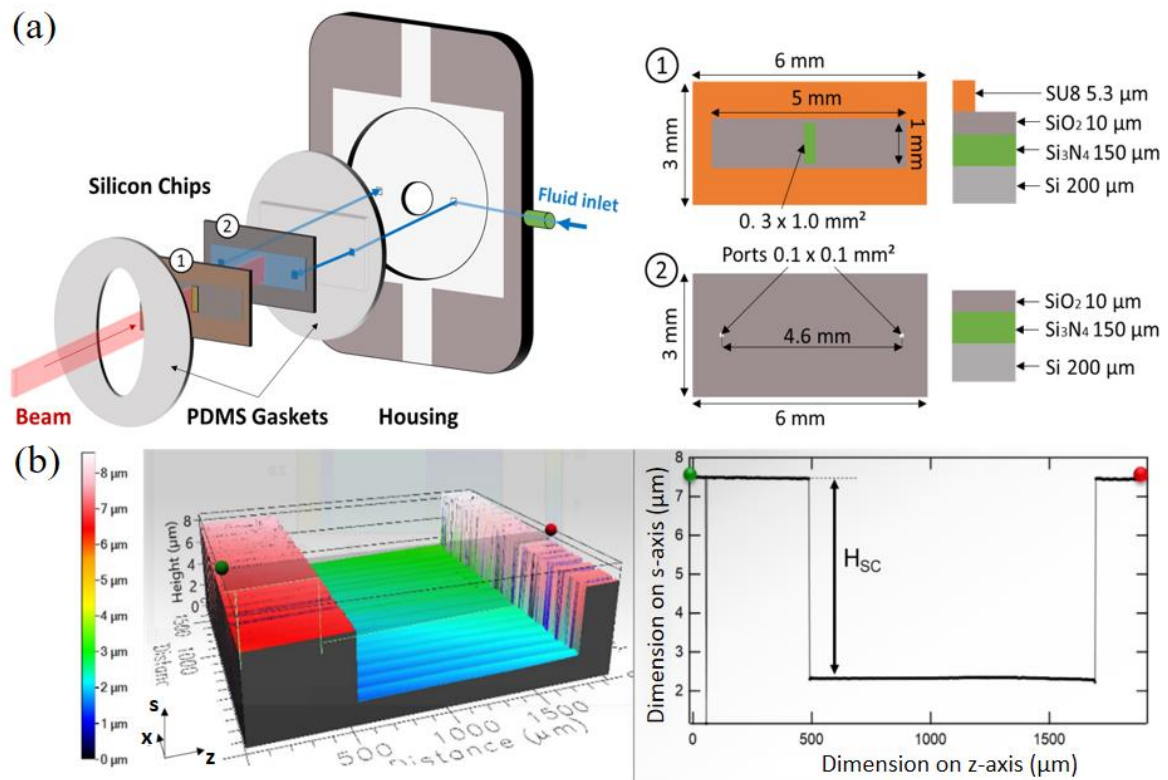 (a)
Silicon Chips
1
2
Fluid inlet
Beam
PDMS Gaskets
Housing
1
6 mm
5 mm
3 mm
1 mm
0. 3 x 1.0 mm²
SU8 5.3 µm
SiO₂ 10 µm
Si₃N₄ 150 µm
Si 200 µm
Ports 0.1 x 0.1 mm²
2
3 mm
4.6 mm
6 mm
SiO₂ 10 µm
Si₃N₄ 150 µm
Si 200 µm
(b)
8 µm
7 µm
6 µm
5 µm
4 µm
3 µm
2 µm
1 µm
0 µm
Height (µm)
8
6
4
2
0
1500
1000
500
1000
1500
Distance (µm)
s
x
z
Dimension on s-axis (µm)
8
7
6
5
4
3
2
H_SC
0
500
1000
1500
Dimension on z-axis (µm)